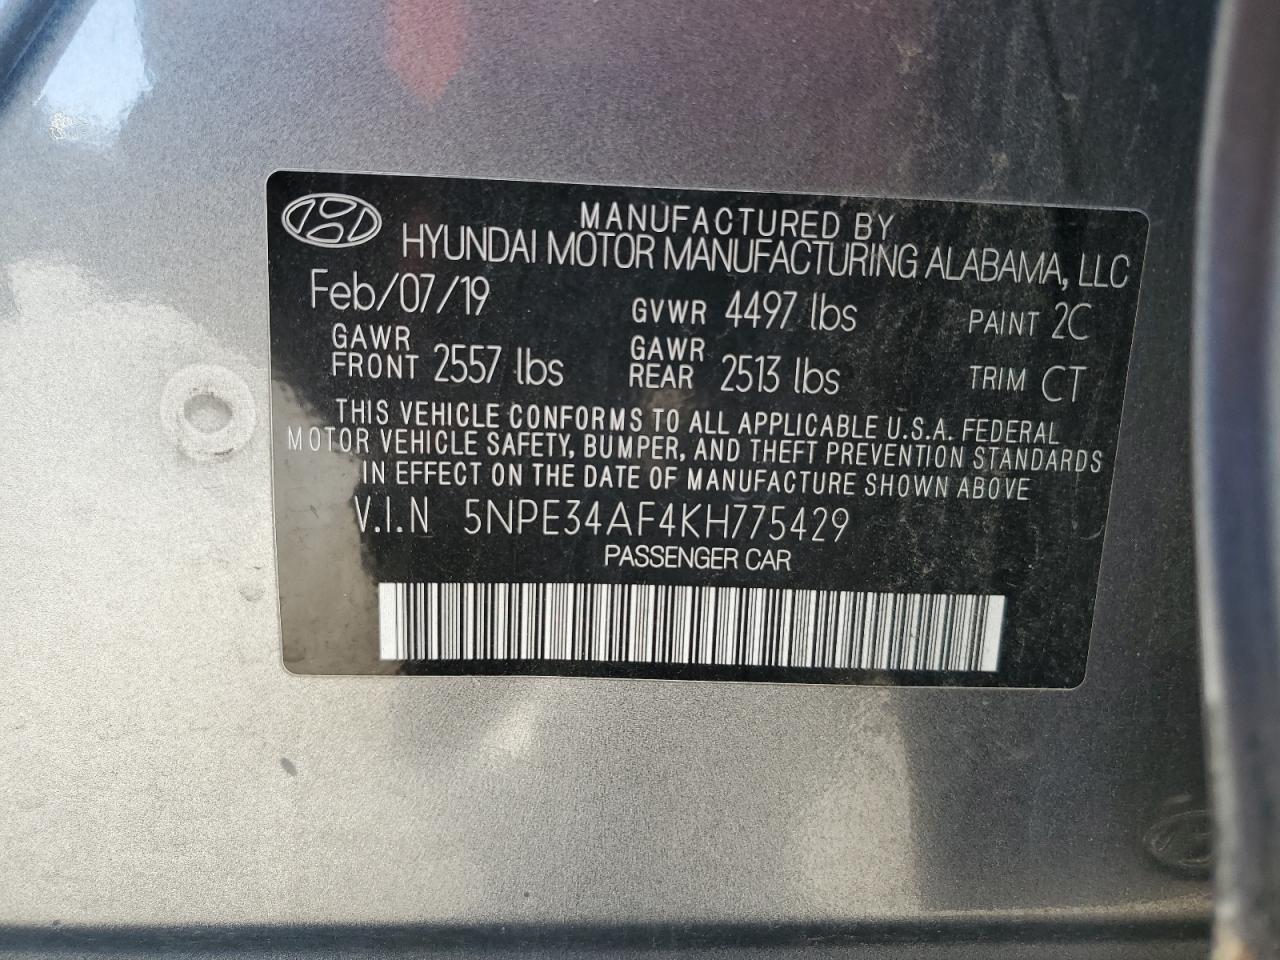 MANUFACTURED BY
HYUNDAI MOTOR MANUFACTURING ALABAMA, LLC
Feb/07/19 GVWR 4497 lbs PAINT 2C
GAWR FRONT 2557 lbs GAWR REAR 2513 lbs TRIM CT
THIS VEHICLE CONFORMS TO ALL APPLICABLE U.S.A. FEDERAL
MOTOR VEHICLE SAFETY, BUMPER, AND THEFT PREVENTION STANDARDS
IN EFFECT ON THE DATE OF MANUFACTURE SHOWN ABOVE
V.I.N 5NPE34AF4KH775429
PASSENGER CAR